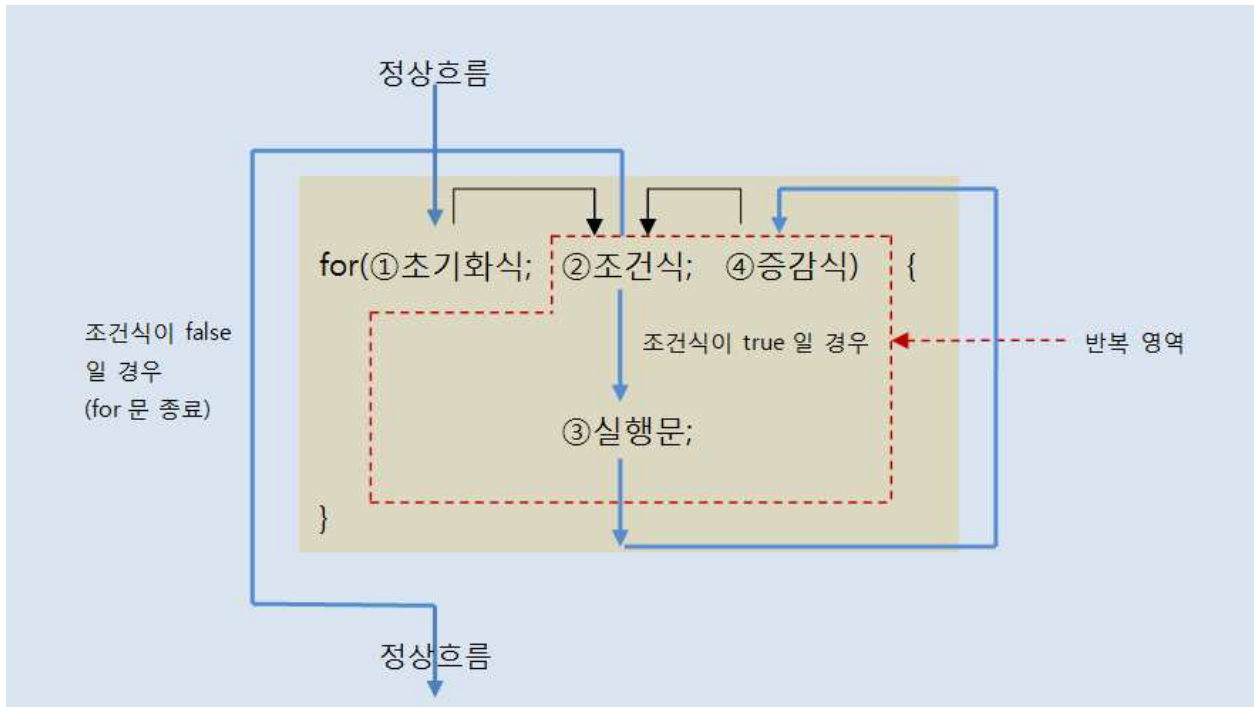 정상흐름
for(①초기화식; ②조건식; ④증감식) {
조건식이 false
일 경우
(for 문 종료)
조건식이 true 일 경우
반복 영역
③실행문;
}
정상흐름